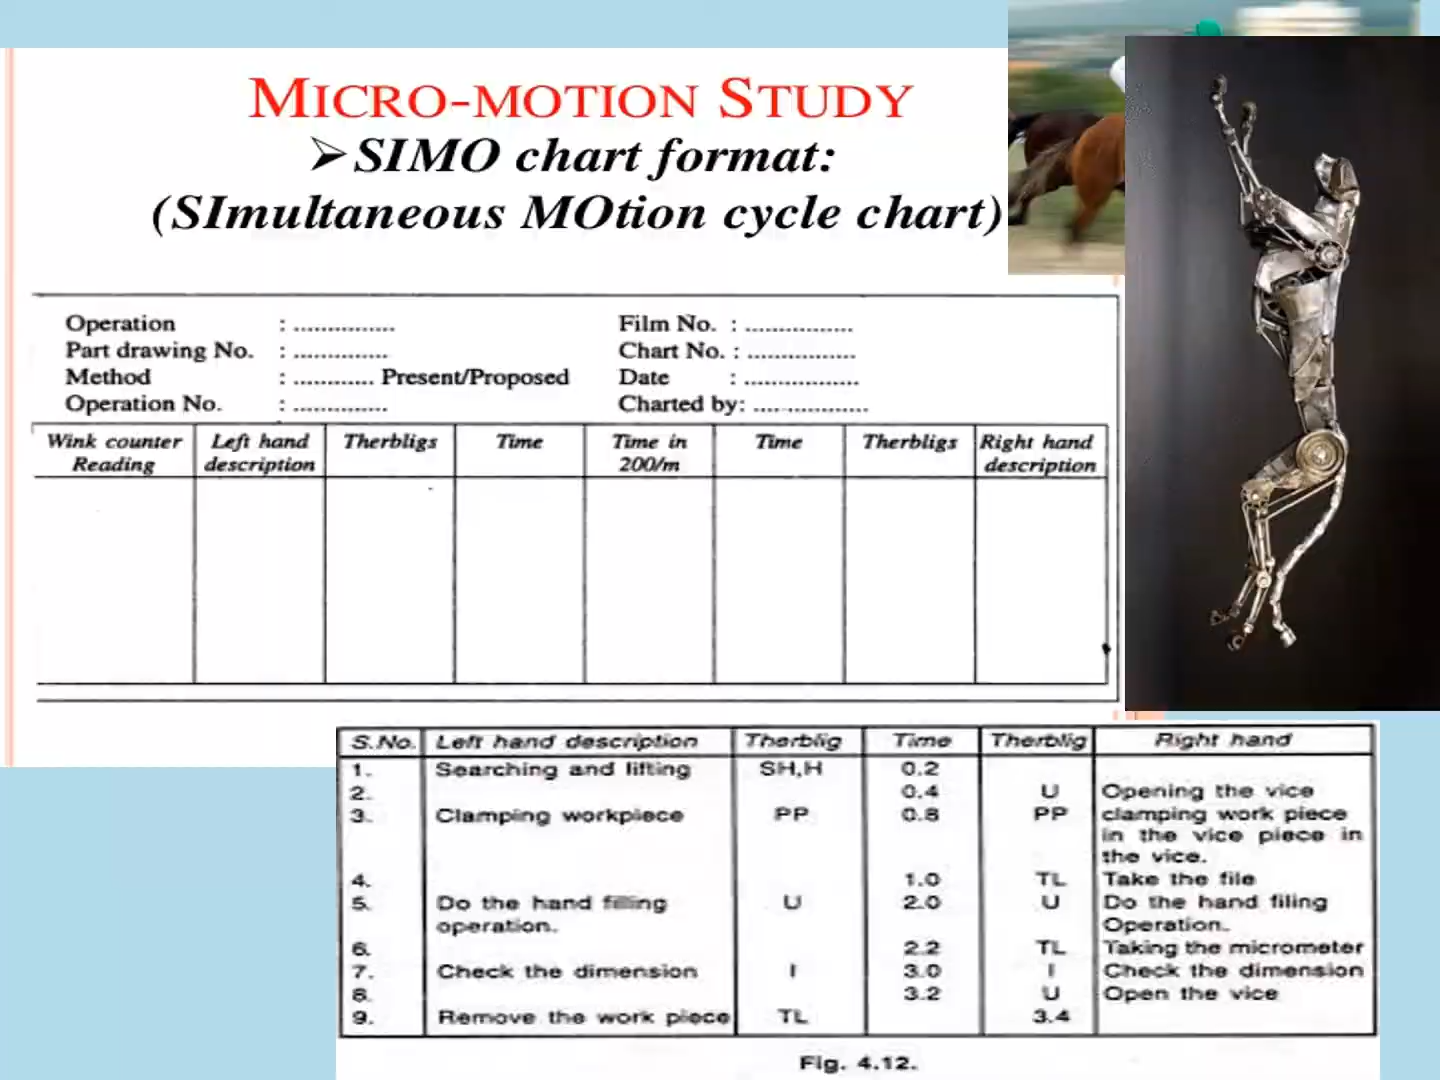 MICRO-MOTION STUDY
➢SIMO chart format:
(SImultaneous MOtion cycle chart)
Operation : ............... Film No. : ................
Part drawing No. : ............. Chart No. : ................
Method : ............ Present/Proposed Date : .................
Operation No. : ............. Charted by: .... ............
Wink counter Reading Left hand description Therbligs Time Time in 200/m Time Therbligs Right hand description
S.No. Left hand description Therblig Time Therblig Right hand
1. Searching and lifting SH,H 0.2
2. 0.4 U Opening the vice
3. Clamping workpiece PP 0.8 PP clamping work piece
in the vice piece in
the vice.
4. 1.0 TL Take the file
5. Do the hand filling U 2.0 U Do the hand filing
operation. Operation.
6. 2.2 TL Taking the micrometer
7. Check the dimension I 3.0 I Check the dimension
8. 3.2 U Open the vice
9. Remove the work piece TL 3.4
Fig. 4.12.